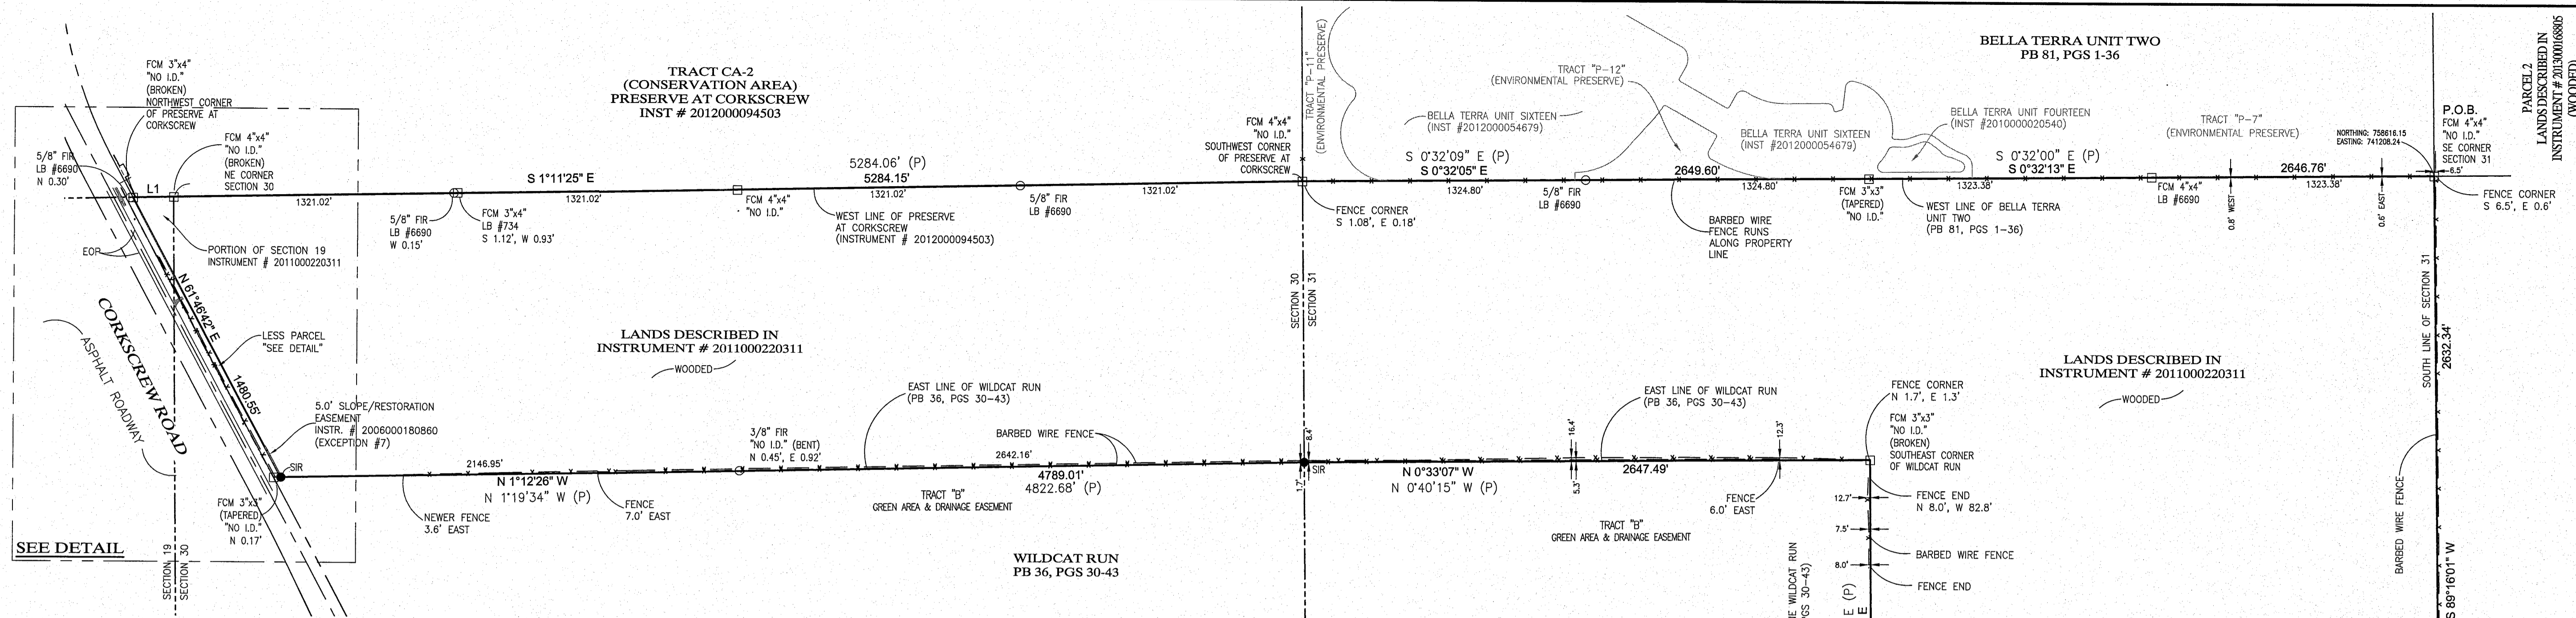 FCM 3"x4"
"NO I.D."
(BROKEN)
NORTHWEST CORNER
OF PRESERVE AT
CORKSCREW
FCM 4"x4"
"NO I.D."
(BROKEN)
NE CORNER
SECTION 30
5/8" FIR
LB #6690
N 0.30'
L1
TRACT CA-2
(CONSERVATION AREA)
PRESERVE AT CORKSCREW
INST # 2012000094503
S 1°11'25" E
5284.06' (P)
5284.15'
1321.02'
1321.02'
1321.02'
1321.02'
5/8" FIR
LB #6690
W 0.15'
FCM 3"x4"
LB #734
S 1.12', W 0.93'
FCM 4"x4"
"NO I.D."
WEST LINE OF PRESERVE
AT CORKSCREW
(INSTRUMENT # 2012000094503)
5/8" FIR
LB #6690
FCM 4"x4"
"NO I.D."
SOUTHWEST CORNER
OF PRESERVE AT
CORKSCREW
TRACT "P-11"
(ENVIRONMENTAL PRESERVE)
FENCE CORNER
S 1.08', E 0.18'
BELLA TERRA UNIT SIXTEEN
(INST #2012000054679)
TRACT "P-12"
(ENVIRONMENTAL PRESERVE)
BELLA TERRA UNIT SIXTEEN
(INST #2012000054679)
BELLA TERRA UNIT TWO
PB 81, PGS 1-36
BELLA TERRA UNIT FOURTEEN
(INST #2010000020540)
TRACT "P-7"
(ENVIRONMENTAL PRESERVE)
S 0°32'09" E (P)
S 0°32'05" E
2649.60'
1324.80'
1324.80'
S 0°32'00" E (P)
S 0°32'13" E
2646.76'
1323.38'
1323.38'
5/8" FIR
LB #6690
BARBED WIRE
FENCE RUNS
ALONG PROPERTY
LINE
FCM 3"x3"
(TAPERED)
"NO I.D."
WEST LINE OF BELLA TERRA
UNIT TWO
(PB 81, PGS 1-36)
FCM 4"x4"
LB #6690
0.8' WEST
0.6' EAST
NORTHING: 758616.15
EASTING: 741208.24
P.O.B.
FCM 4"x4"
"NO I.D."
SE CORNER
SECTION 31
6.5'
FENCE CORNER
S 6.5', E 0.6'
PARCEL 2
LANDS DESCRIBED IN
INSTRUMENT # 2013000168805
(WOODED)
EOP
PORTION OF SECTION 19
INSTRUMENT # 2011000220311
N 61°46'42" E
1480.55'
LESS PARCEL
"SEE DETAIL"
CORKSCREW ROAD
ASPHALT ROADWAY
5.0' SLOPE/RESTORATION
EASEMENT
INSTR. # 2006000180860
(EXCEPTION #7)
SIR
FCM 3"x3"
(TAPERED)
"NO I.D."
N 0.17'
SEE DETAIL
SECTION 19
SECTION 30
LANDS DESCRIBED IN
INSTRUMENT # 2011000220311
WOODED
2146.95'
N 1°12'26" W
N 1°19'34" W (P)
NEWER FENCE
3.6' EAST
FENCE
7.0' EAST
3/8" FIR
"NO I.D." (BENT)
N 0.45', E 0.92'
EAST LINE OF WILDCAT RUN
(PB 36, PGS 30-43)
BARBED WIRE FENCE
2642.16'
4789.01'
4822.68' (P)
TRACT "B"
GREEN AREA & DRAINAGE EASEMENT
WILDCAT RUN
PB 36, PGS 30-43
SECTION 30
SECTION 31
8.4'
1.7'
SIR
N 0°33'07" W
N 0°40'15" W (P)
16.4'
5.3'
2647.49'
EAST LINE OF WILDCAT RUN
(PB 36, PGS 30-43)
12.3'
FENCE
6.0' EAST
TRACT "B"
GREEN AREA & DRAINAGE EASEMENT
FENCE CORNER
N 1.7', E 1.3'
FCM 3"x3"
"NO I.D."
(BROKEN)
SOUTHEAST CORNER
OF WILDCAT RUN
12.7'
FENCE END
N 8.0', W 82.8'
7.5'
BARBED WIRE FENCE
8.0'
FENCE END
WILDCAT RUN
PGS 30-43)
E (P)
E
LANDS DESCRIBED IN
INSTRUMENT # 2011000220311
WOODED
SOUTH LINE OF SECTION 31
2632.34'
BARBED WIRE FENCE
S 89°16'01" W